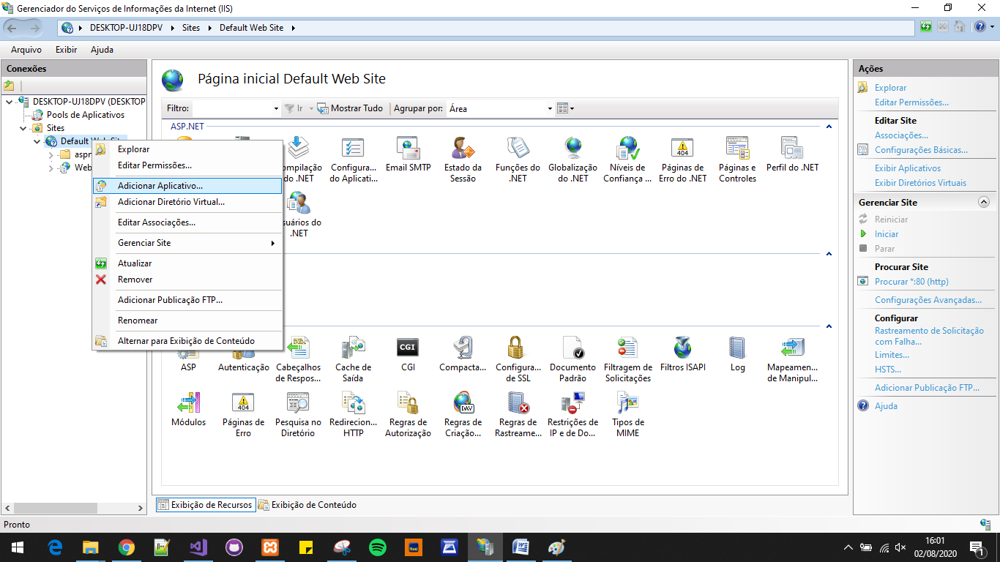 Gerenciador do Serviços de Informações da Internet (IIS)
DESKTOP-UJ18DPV
Sites
Default Web Site
Arquivo
Exibir
Ajuda
Conexões
DESKTOP-UJ18DPV (DESKTOP
Pools de Aplicativos
Sites
Default Web Sit
aspn
Web
Explorar
Editar Permissões...
Adicionar Aplicativo...
Adicionar Diretório Virtual...
Editar Associações...
Gerenciar Site
Atualizar
Remover
Adicionar Publicação FTP...
Renomear
Alternar para Exibição de Conteúdo
Página inicial Default Web Site
Filtro:
Ir
Mostrar Tudo
Agrupar por:
Área
ASP.NET
ompilação
do .NET
Configura...
do Aplicati...
Email SMTP
Estado da
Sessão
Funções do
.NET
Globalização
do .NET
Níveis de
Confiança ...
404
Páginas de
Erro do .NET
Páginas e
Controles
Perfil do .NET
suários do
.NET
ASP
Autenticação
Cabeçalhos
de Respos...
Cache de
Saída
CGI
CGI
Compacta...
Configura...
de SSL
Documento
Padrão
Filtragem de
Solicitações
Filtros ISAPI
Log
Mapeamen...
de Manipul...
Módulos
404
Páginas de
Erro
Pesquisa no
Diretório
Redirecion...
HTTP
Regras de
Autorização
DAV
Regras de
Criação...
Regras de
Rastreame...
Restrições de
IP e de Do...
Tipos de
MIME
Exibição de Recursos
Exibição de Conteúdo
Ações
Explorar
Editar Permissões...
Editar Site
Associações...
Configurações Básicas...
Exibir Aplicativos
Exibir Diretórios Virtuais
Gerenciar Site
Reiniciar
Iniciar
Parar
Procurar Site
Procurar *:80 (http)
Configurações Avançadas...
Configurar
Rastreamento de Solicitação
com Falha...
Limites...
HSTS...
Adicionar Publicação FTP...
Ajuda
Pronto
16:01
02/08/2020
1